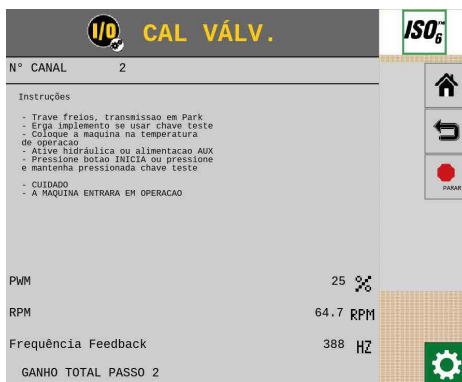 I/O CAL VÁLV.
ISO™6
N° CANAL 2
Instruções
- Trave freios, transmissao em Park
- Erga implemento se usar chave teste
- Coloque a maquina na temperatura
de operacao
- Ative hidráulica ou alimentacao AUX
- Pressione botao INICIA ou pressione
e mantenha pressionada chave teste
- CUIDADO
- A MAQUINA ENTRARA EM OPERACAO
PARAR
PWM 25 %
RPM 64.7 RPM
Frequência Feedback 388 HZ
GANHO TOTAL PASSO 2